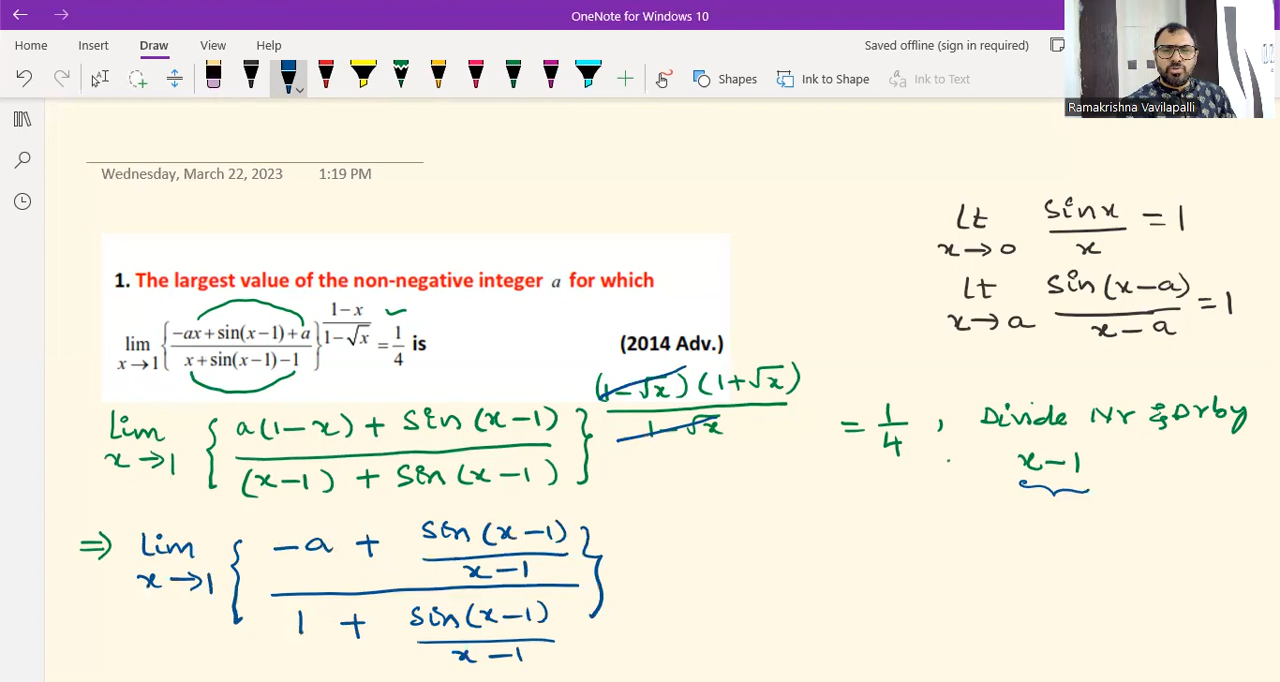 OneNote for Windows 10
Home Insert Draw View Help Saved offline (sign in required)
Shapes Ink to Shape Ink to Text
Ramakrishna Vavilapalli
Wednesday, March 22, 2023 1:19 PM
Lt x→0 sinx/x = 1
Lt x→a sin(x-a)/(x-a) = 1
1. The largest value of the non-negative integer a for which
lim x→1 {(-ax + sin(x-1) + a)/(x + sin(x-1) - 1)}^((1-x)/(1-√x)) = 1/4 is (2014 Adv.)
lim x→1 {(a(1-x) + sin(x-1))/((x-1) + sin(x-1))}^((1-√x)(1+√x)/(1-√x)) = 1/4 , Divide Nr & Dr by
x-1
⇒ lim x→1 {(-a + sin(x-1)/(x-1))/(1 + sin(x-1)/(x-1))}